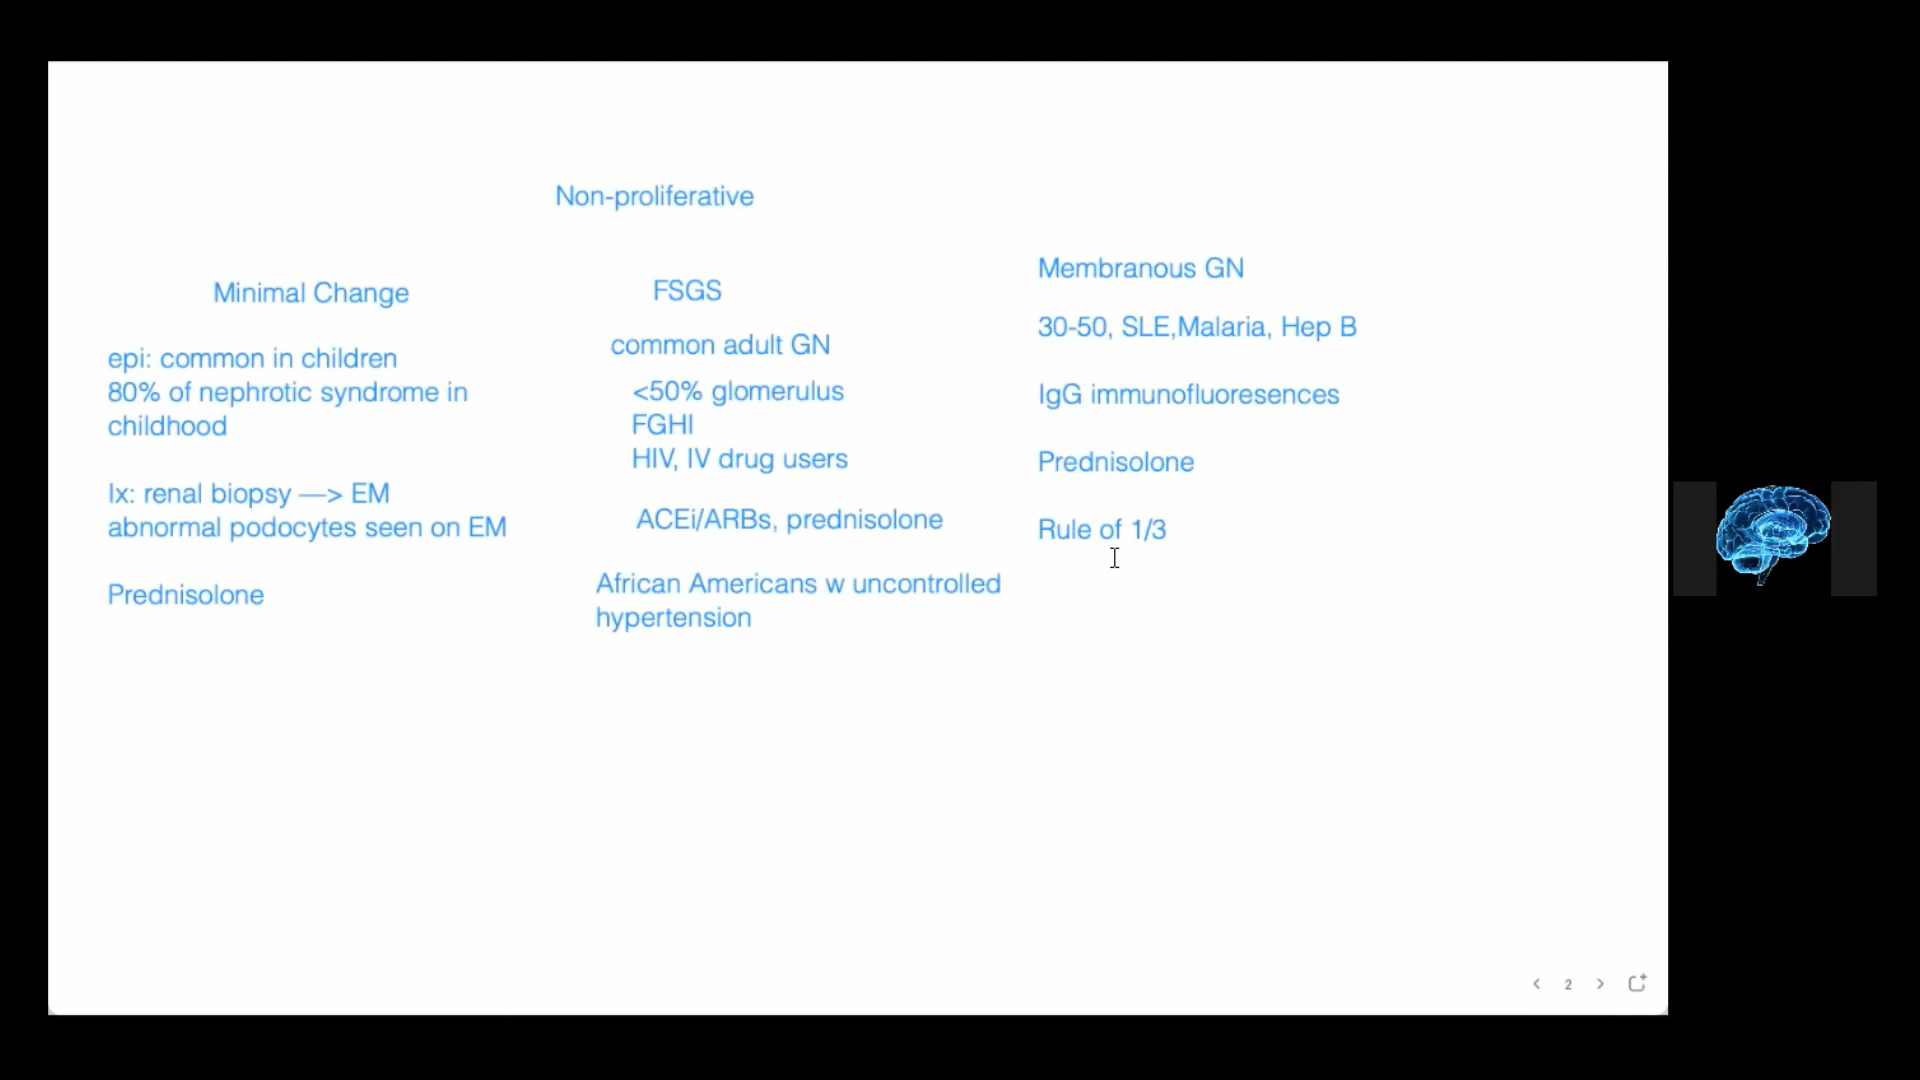 Non-proliferative
Minimal Change
epi: common in children
80% of nephrotic syndrome in
childhood
Ix: renal biopsy —> EM
abnormal podocytes seen on EM
Prednisolone
FSGS
common adult GN
<50% glomerulus
FGHI
HIV, IV drug users
ACEi/ARBs, prednisolone
African Americans w uncontrolled
hypertension
Membranous GN
30-50, SLE,Malaria, Hep B
IgG immunofluoresences
Prednisolone
Rule of 1/3
2